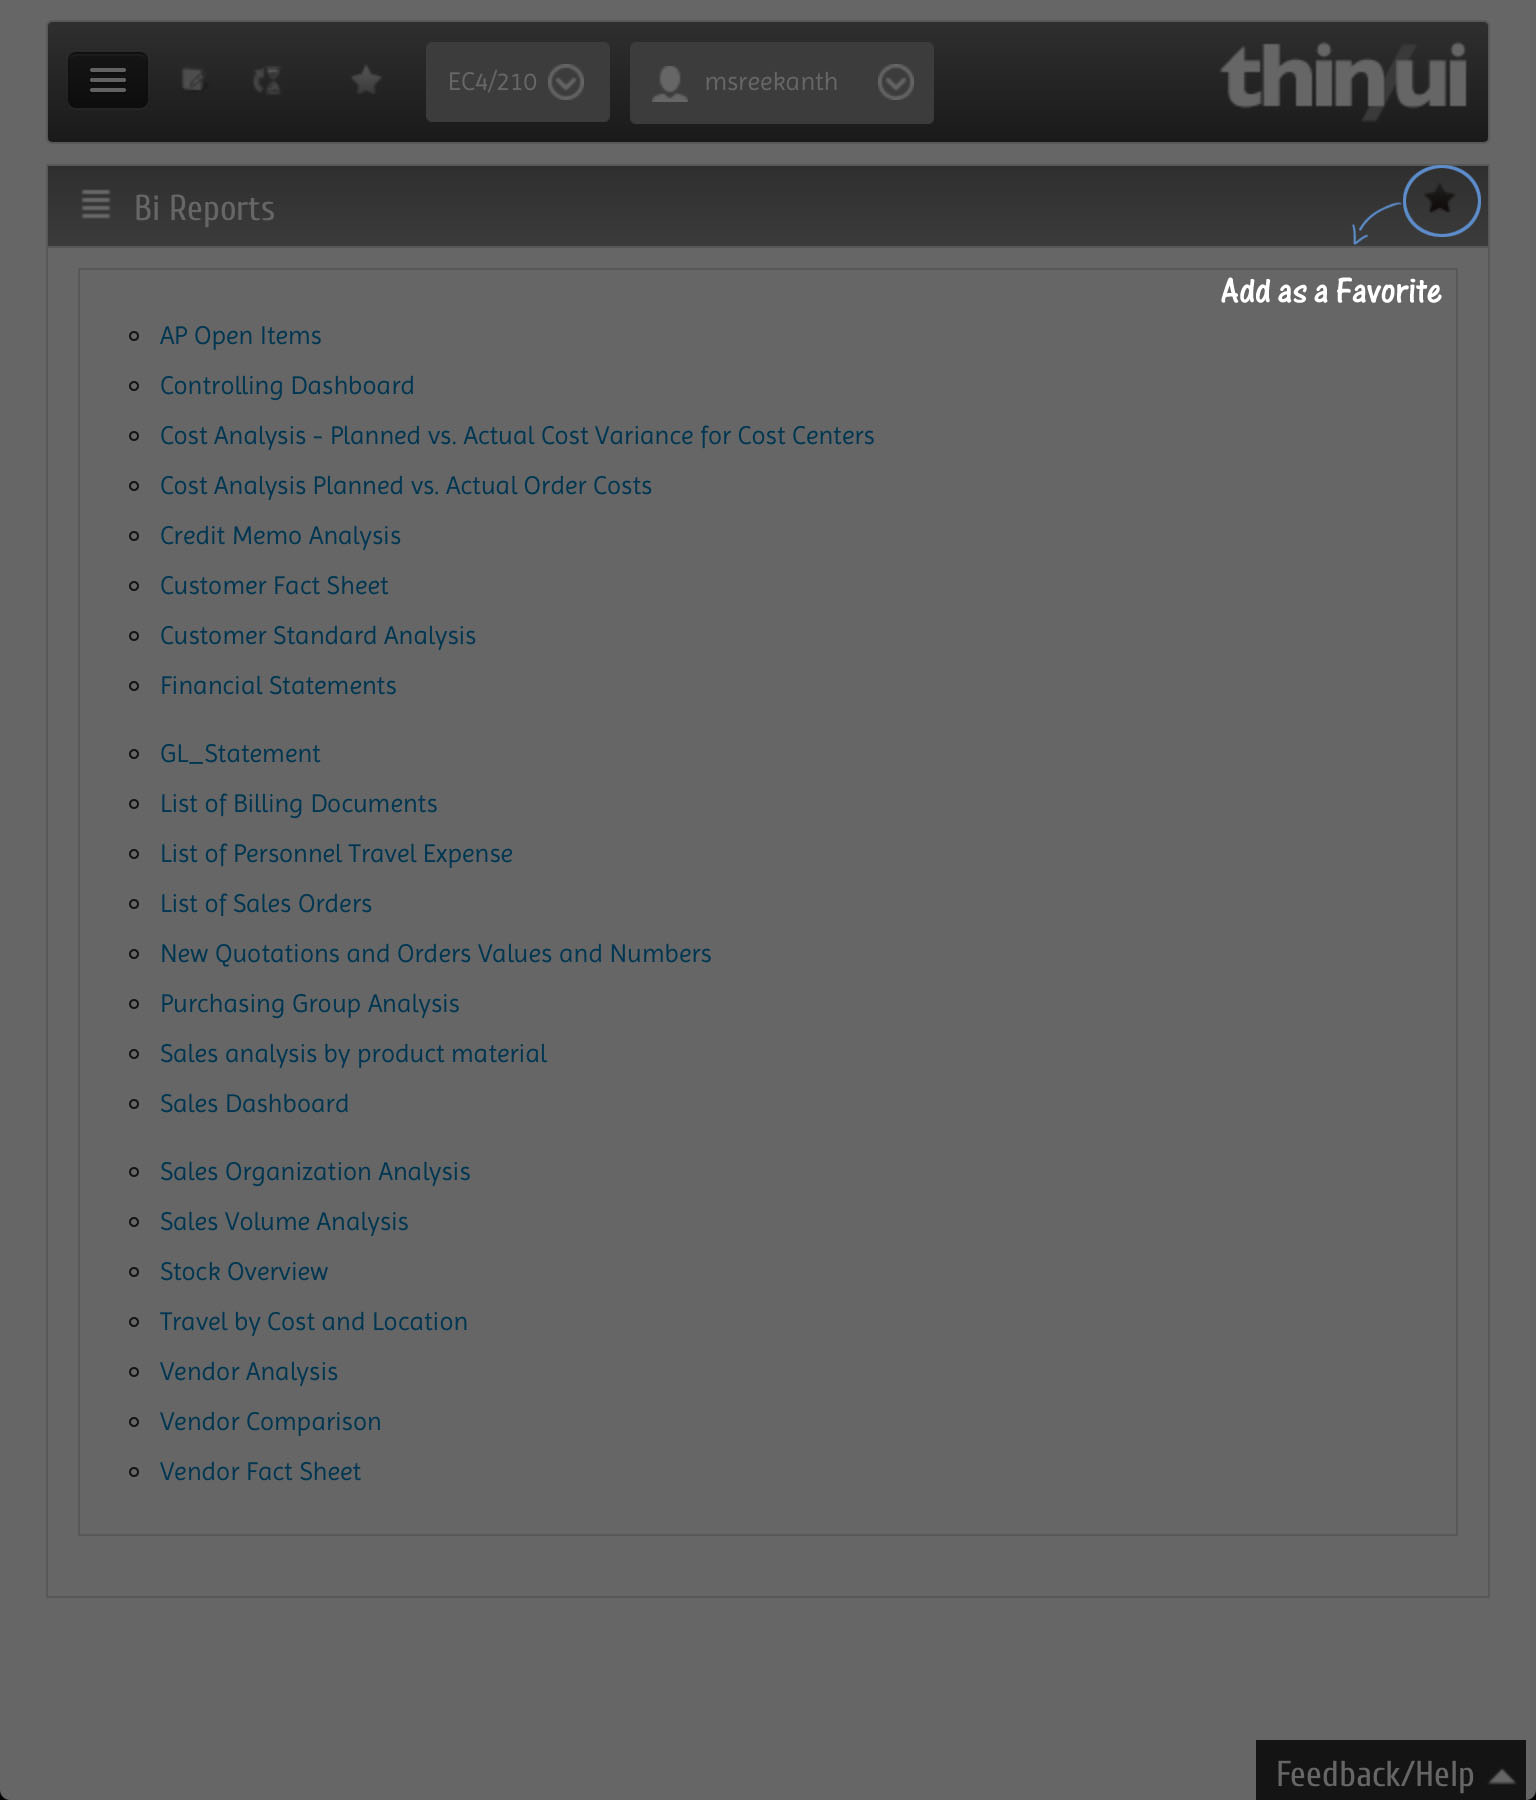 EC4/210
msreekanth
thin/ui
Bi Reports
Add as a Favorite
AP Open Items
Controlling Dashboard
Cost Analysis - Planned vs. Actual Cost Variance for Cost Centers
Cost Analysis Planned vs. Actual Order Costs
Credit Memo Analysis
Customer Fact Sheet
Customer Standard Analysis
Financial Statements
GL_Statement
List of Billing Documents
List of Personnel Travel Expense
List of Sales Orders
New Quotations and Orders Values and Numbers
Purchasing Group Analysis
Sales analysis by product material
Sales Dashboard
Sales Organization Analysis
Sales Volume Analysis
Stock Overview
Travel by Cost and Location
Vendor Analysis
Vendor Comparison
Vendor Fact Sheet
Feedback/Help